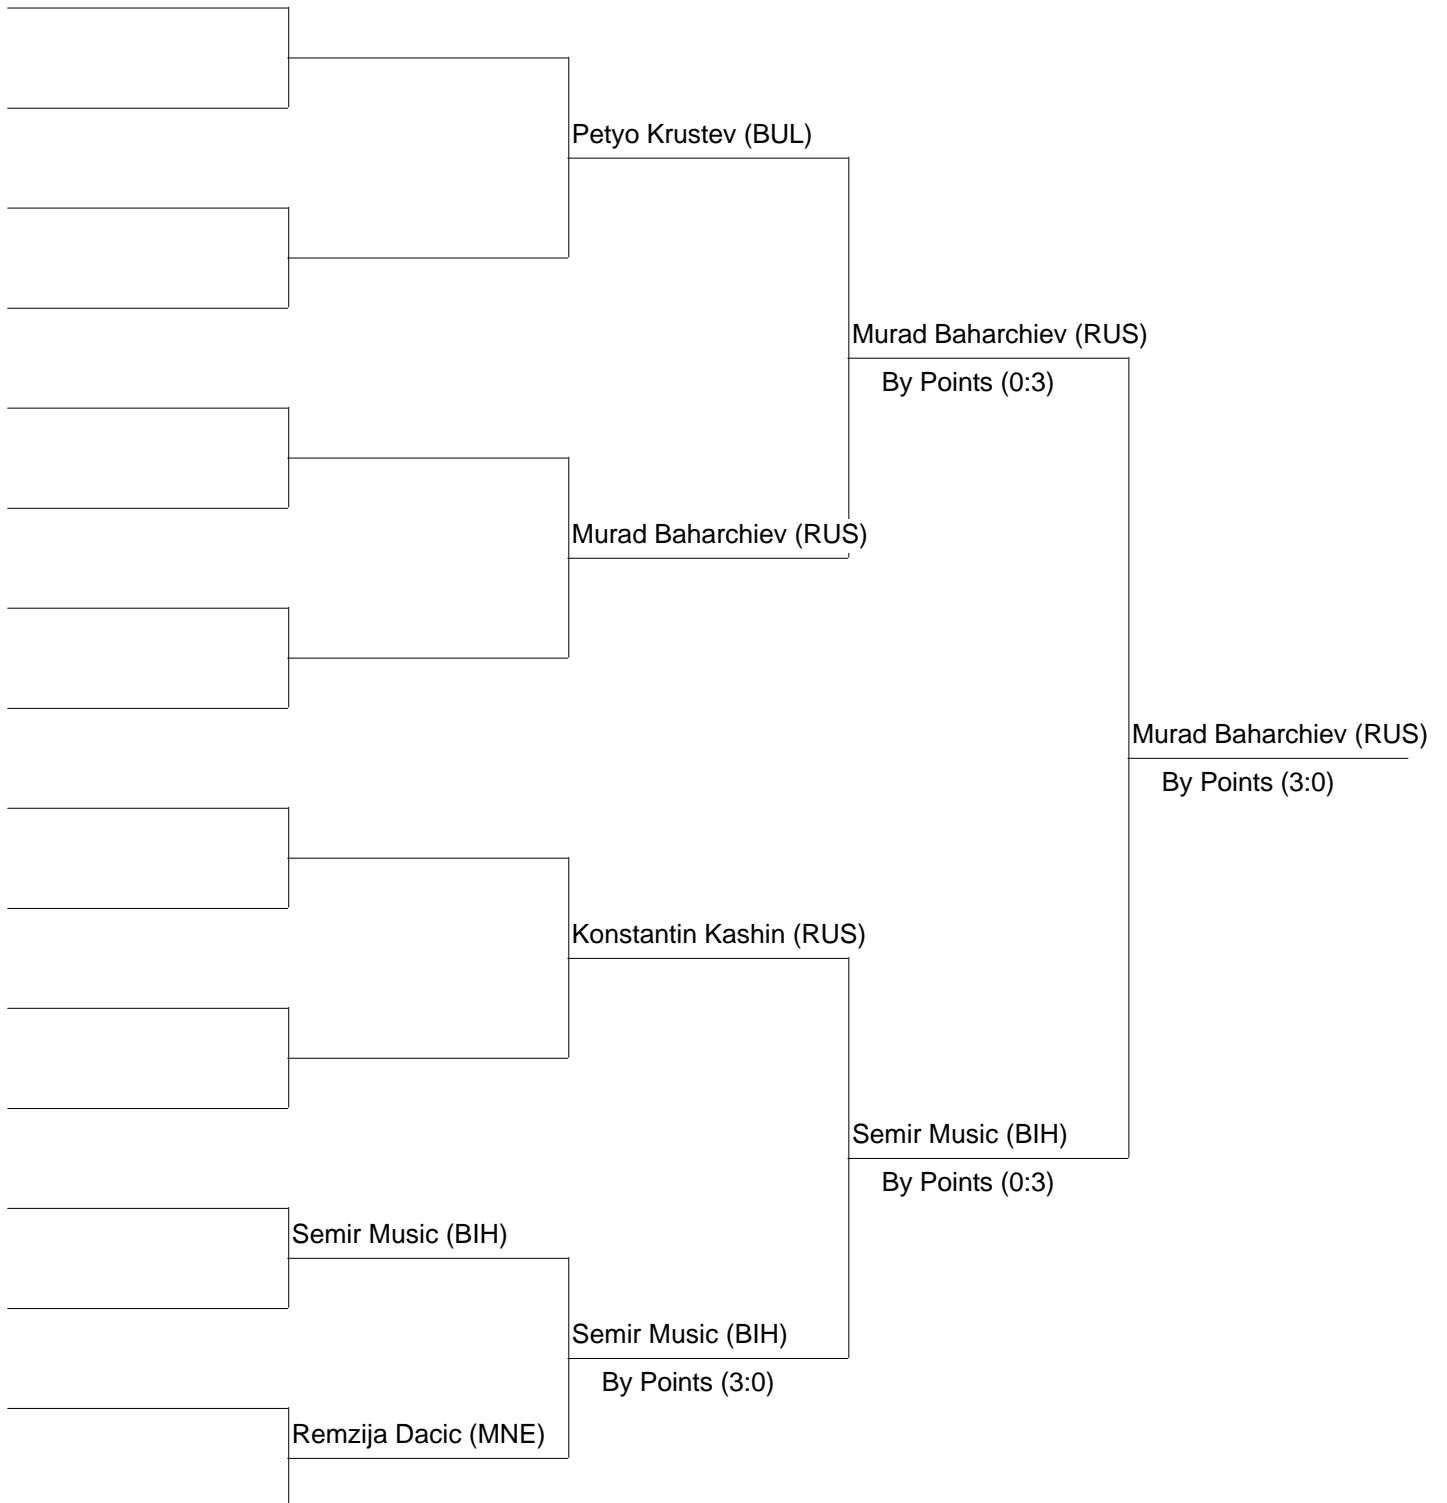 Petyo Krustev (BUL)
Murad Baharchiev (RUS)
By Points (0:3)
Murad Baharchiev (RUS)
Murad Baharchiev (RUS)
By Points (3:0)
Konstantin Kashin (RUS)
Semir Music (BIH)
By Points (0:3)
Semir Music (BIH)
Semir Music (BIH)
By Points (3:0)
Remzija Dacic (MNE)